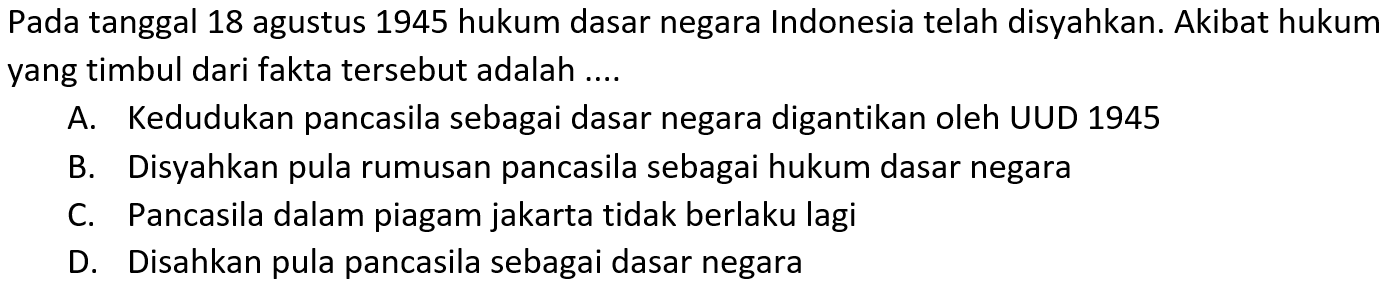 Pada tanggal 18 agustus 1945 hukum dasar negara Indonesia telah disyahkan. Akibat hukum
yang timbul dari fakta tersebut adalah ....
A. Kedudukan pancasila sebagai dasar negara digantikan oleh UUD 1945
B. Disyahkan pula rumusan pancasila sebagai hukum dasar negara
C. Pancasila dalam piagam jakarta tidak berlaku lagi
D. Disahkan pula pancasila sebagai dasar negara